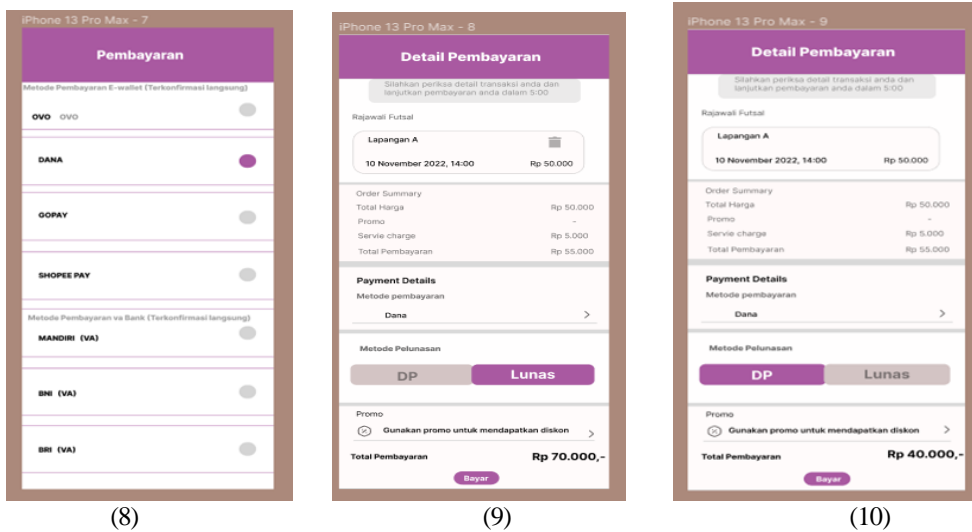 iPhone 13 Pro Max - 7
Pembayaran
Metode Pembayaran E-wallet (Terkonfirmasi langsung)
OVO OVO
DANA
GOPAY
SHOPEE PAY
Metode Pembayaran va Bank (Terkonfirmasi langsung)
MANDIRI (VA)
BNI (VA)
BRI (VA)
(8)
iPhone 13 Pro Max - 8
Detail Pembayaran
Silahkan periksa detail transaksi anda dan
lanjutkan pembayaran anda dalam 5:00
Rajawali Futsal
Lapangan A
10 November 2022, 14:00 Rp 50.000
Order Summary
Total Harga Rp 50.000
Promo -
Servie charge Rp 5.000
Total Pembayaran Rp 55.000
Payment Details
Metode pembayaran
Dana >
Metode Pelunasan
DP Lunas
Promo
Gunakan promo untuk mendapatkan diskon >
Total Pembayaran Rp 70.000,-
Bayar
(9)
iPhone 13 Pro Max - 9
Detail Pembayaran
Silahkan periksa detail transaksi anda dan
lanjutkan pembayaran anda dalam 5:00
Rajawali Futsal
Lapangan A
10 November 2022, 14:00 Rp 50.000
Order Summary
Total Harga Rp 50.000
Promo -
Servie charge Rp 5.000
Total Pembayaran Rp 55.000
Payment Details
Metode pembayaran
Dana >
Metode Pelunasan
DP Lunas
Promo
Gunakan promo untuk mendapatkan diskon >
Total Pembayaran Rp 40.000,-
Bayar
(10)